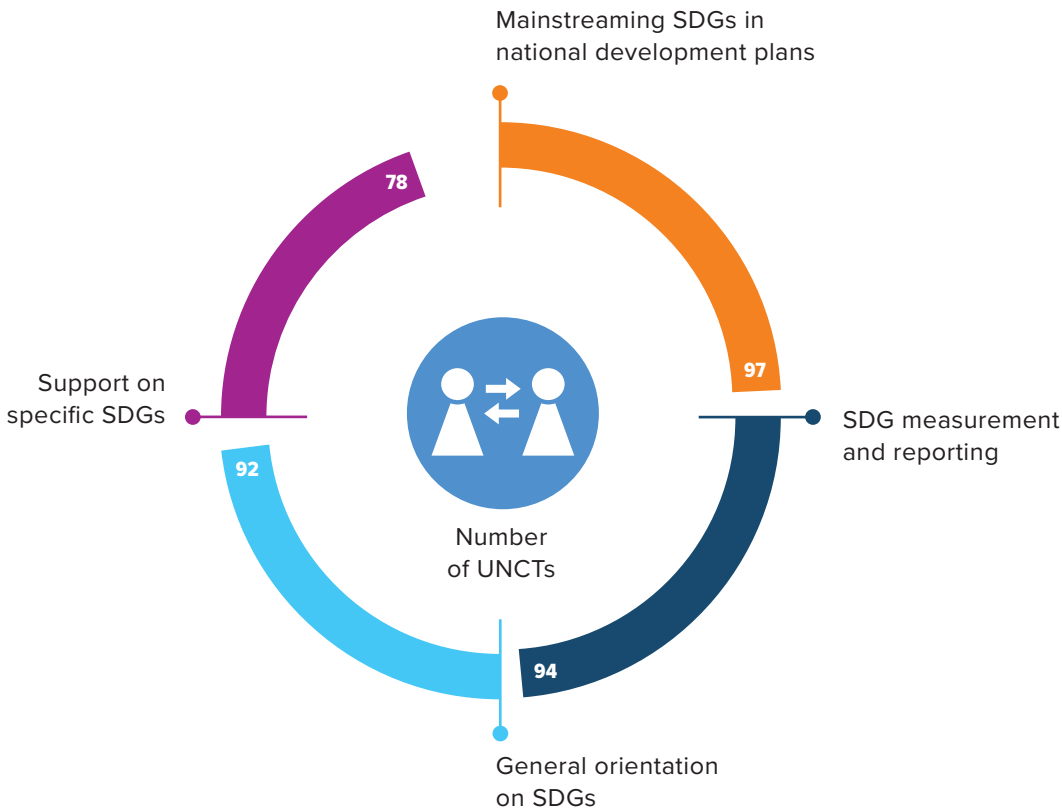 Mainstreaming SDGs in
national development plans
78
97
Support on
specific SDGs
SDG measurement
and reporting
92
Number
of UNCTs
94
General orientation
on SDGs